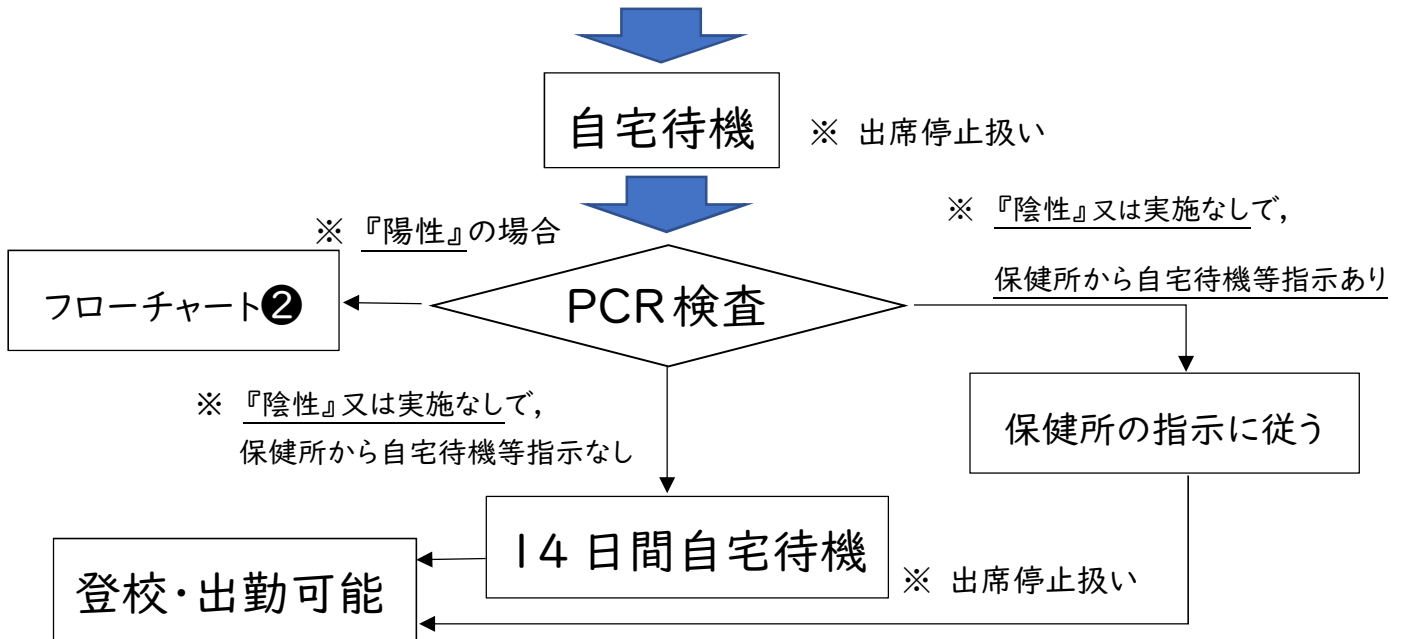 自宅待機
※ 出席停止扱い
※ 『陽性』の場合
※ 『陰性』又は実施なしで,
保健所から自宅待機等指示あり
フローチャート❷
PCR検査
※ 『陰性』又は実施なしで,
保健所から自宅待機等指示なし
保健所の指示に従う
14日間自宅待機
※ 出席停止扱い
登校・出勤可能